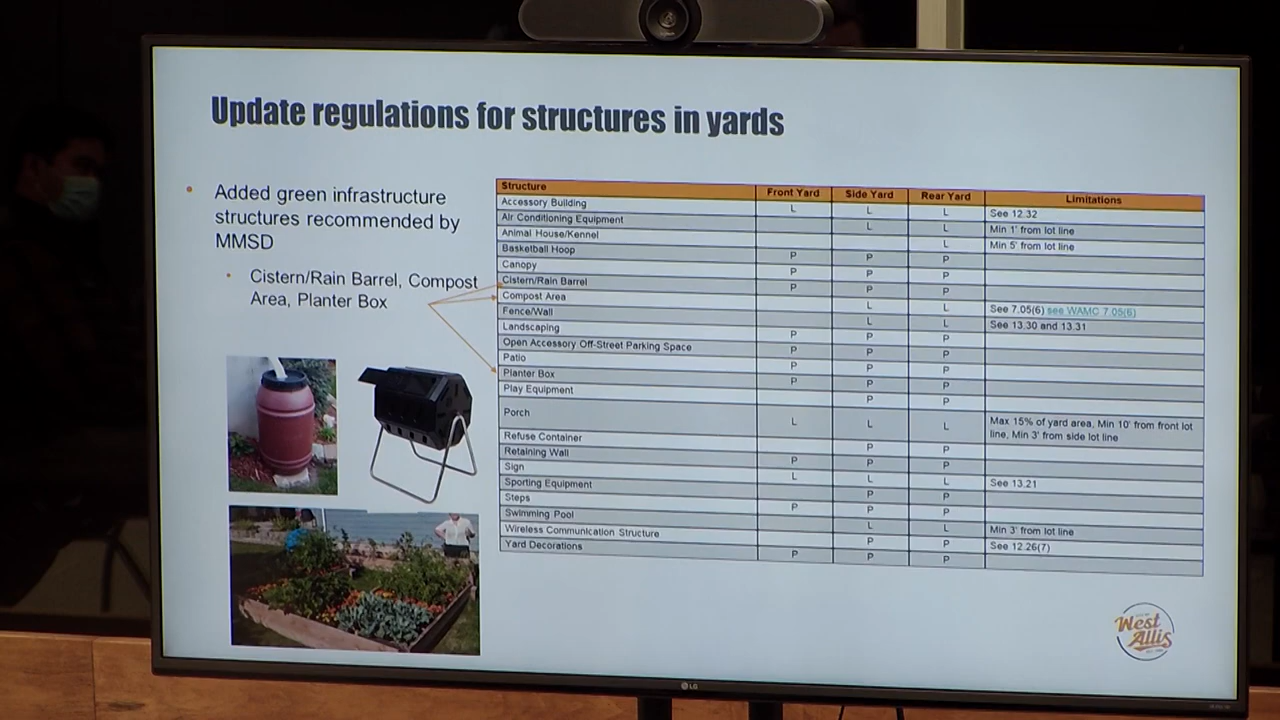 Update regulations for structures in yards
• Added green infrastructure
structures recommended by
MMSD
• Cistern/Rain Barrel, Compost
Area, Planter Box
Structure Front Yard Side Yard Rear Yard Limitations
Accessory Building L L L See 12.32
Air Conditioning Equipment L L Min 1' from lot line
Animal House/Kennel L Min 5' from lot line
Basketball Hoop P P P
Canopy P P P
Cistern/Rain Barrel P P P
Compost Area L L See 7.05(6) see WAMC 7.05(6)
Fence/Wall L L See 13.30 and 13.31
Landscaping P P P
Open Accessory Off-Street Parking Space P P P
Patio P P P
Planter Box P P P
Play Equipment P P
Porch L L L Max 15% of yard area, Min 10' from front lot
line, Min 3' from side lot line
Refuse Container P P
Retaining Wall P P P
Sign L L L See 13.21
Sporting Equipment P P
Steps P P P
Swimming Pool L L Min 3' from lot line
Wireless Communication Structure P P See 12.26(7)
Yard Decorations P P P
West
Allis
LG